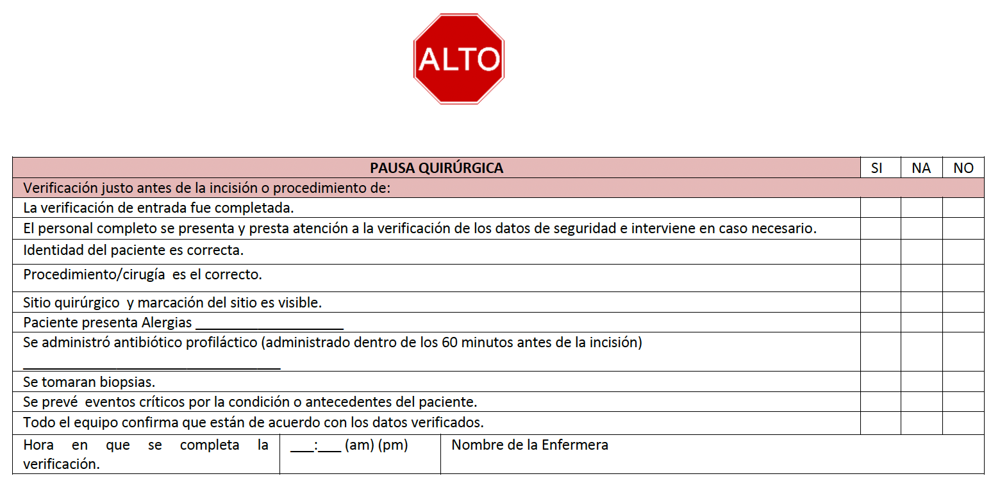 ALTO
PAUSA QUIRÚRGICA SI NA NO
Verificación justo antes de la incisión o procedimiento de:
La verificación de entrada fue completada.
El personal completo se presenta y presta atención a la verificación de los datos de seguridad e interviene en caso necesario.
Identidad del paciente es correcta.
Procedimiento/cirugía  es el correcto.
Sitio quirúrgico  y marcación del sitio es visible.
Paciente presenta Alergias ___________________
Se administró antibiótico profiláctico (administrado dentro de los 60 minutos antes de la incisión)
_________________________________
Se tomaran biopsias.
Se prevé  eventos críticos por la condición o antecedentes del paciente.
Todo el equipo confirma que están de acuerdo con los datos verificados.
Hora en que se completa la ___:___ (am) (pm) Nombre de la Enfermera
verificación.